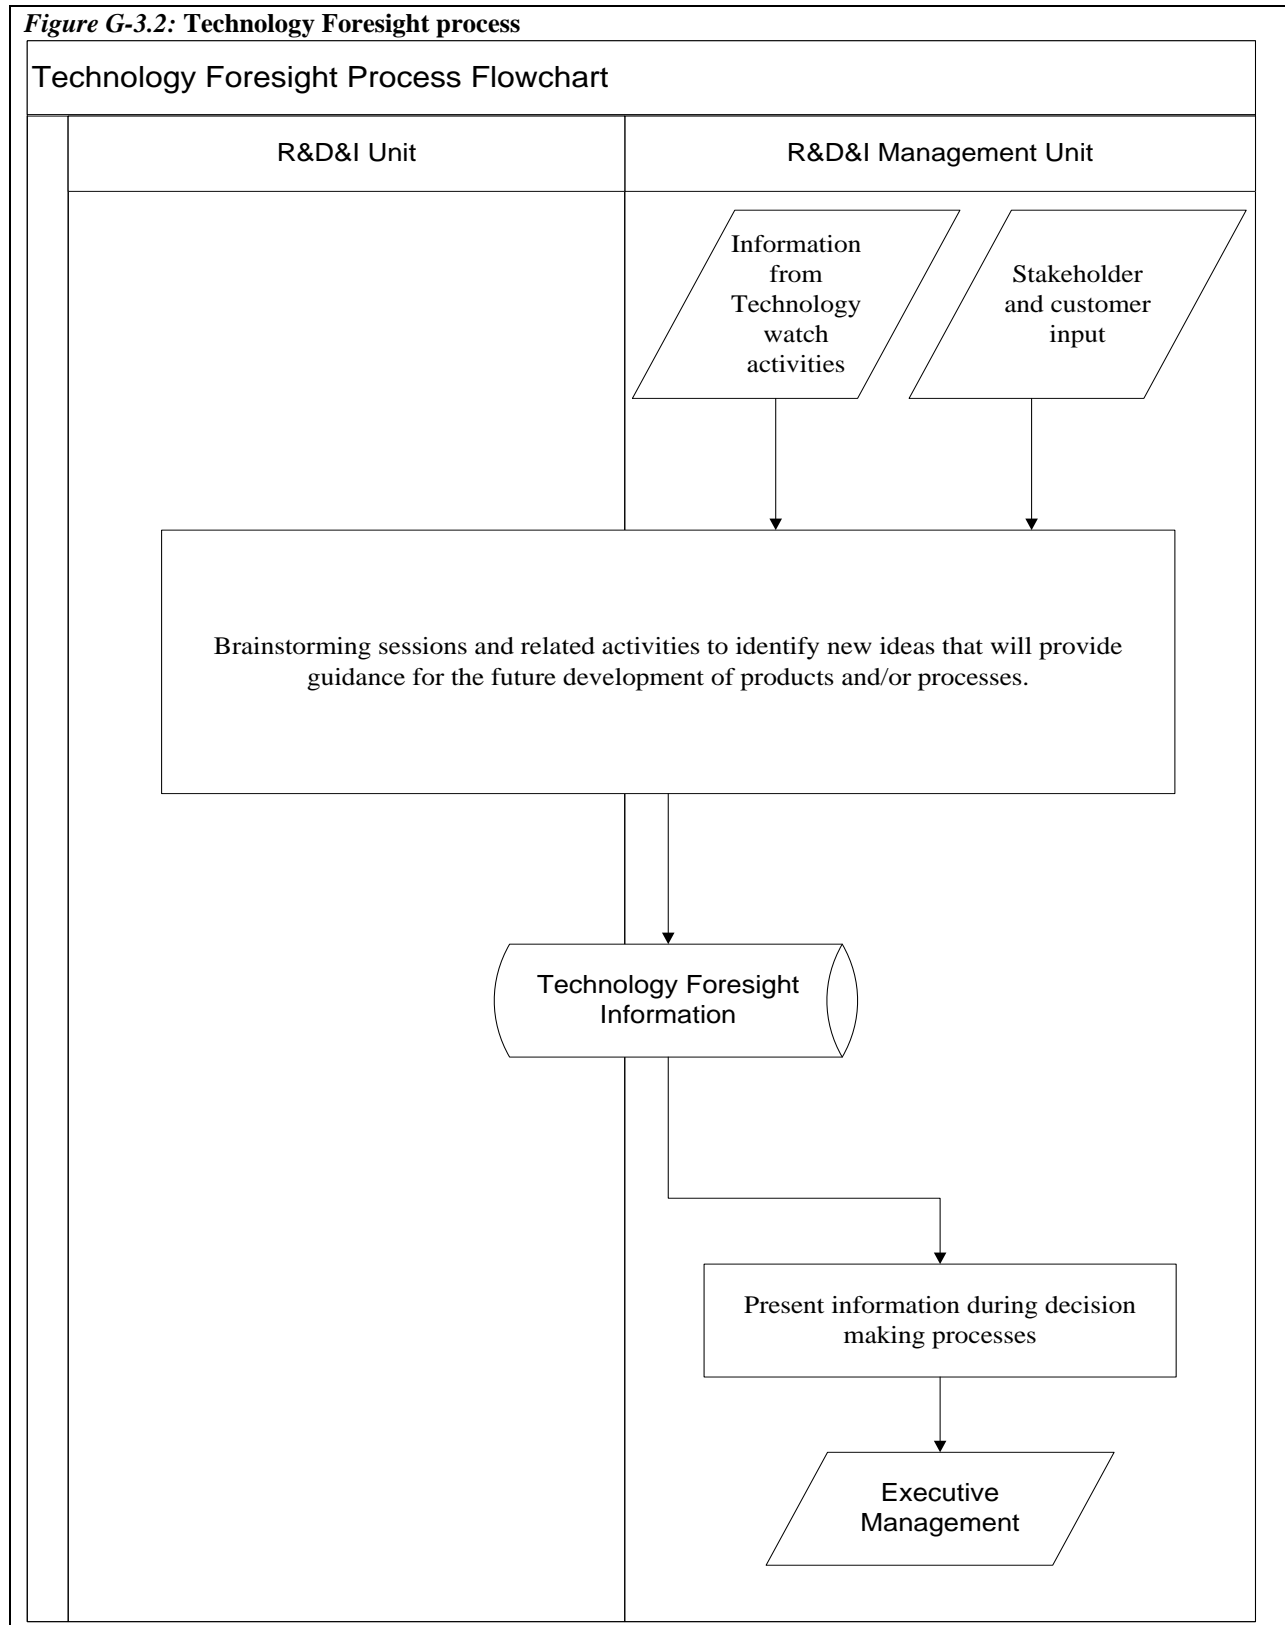 Figure G-3.2: Technology Foresight process
Technology Foresight Process Flowchart
R&D&I Unit
R&D&I Management Unit
Information
from
Technology
watch
activities
Stakeholder
and customer
input
Brainstorming sessions and related activities to identify new ideas that will provide
guidance for the future development of products and/or processes.
Technology Foresight
Information
Present information during decision
making processes
Executive
Management